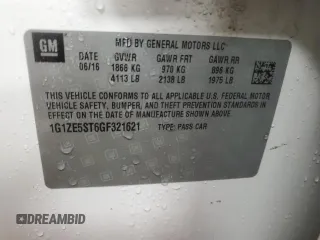 GM
MFD BY GENERAL MOTORS LLC
DATE GVWR GAWR FRT GAWR RR
06/16 1866 KG 970 KG 896 KG
4113 LB 2138 LB 1975 LB
THIS VEHICLE CONFORMS TO ALL APPLICABLE U.S. FEDERAL MOTOR
VEHICLE SAFETY, BUMPER, AND THEFT PREVENTION STANDARDS
IN EFFECT ON THE DATE OF MANUFACTURE SHOWN ABOVE.
1G1ZE5ST6GF321621 TYPE: PASS CAR
DREAMBID